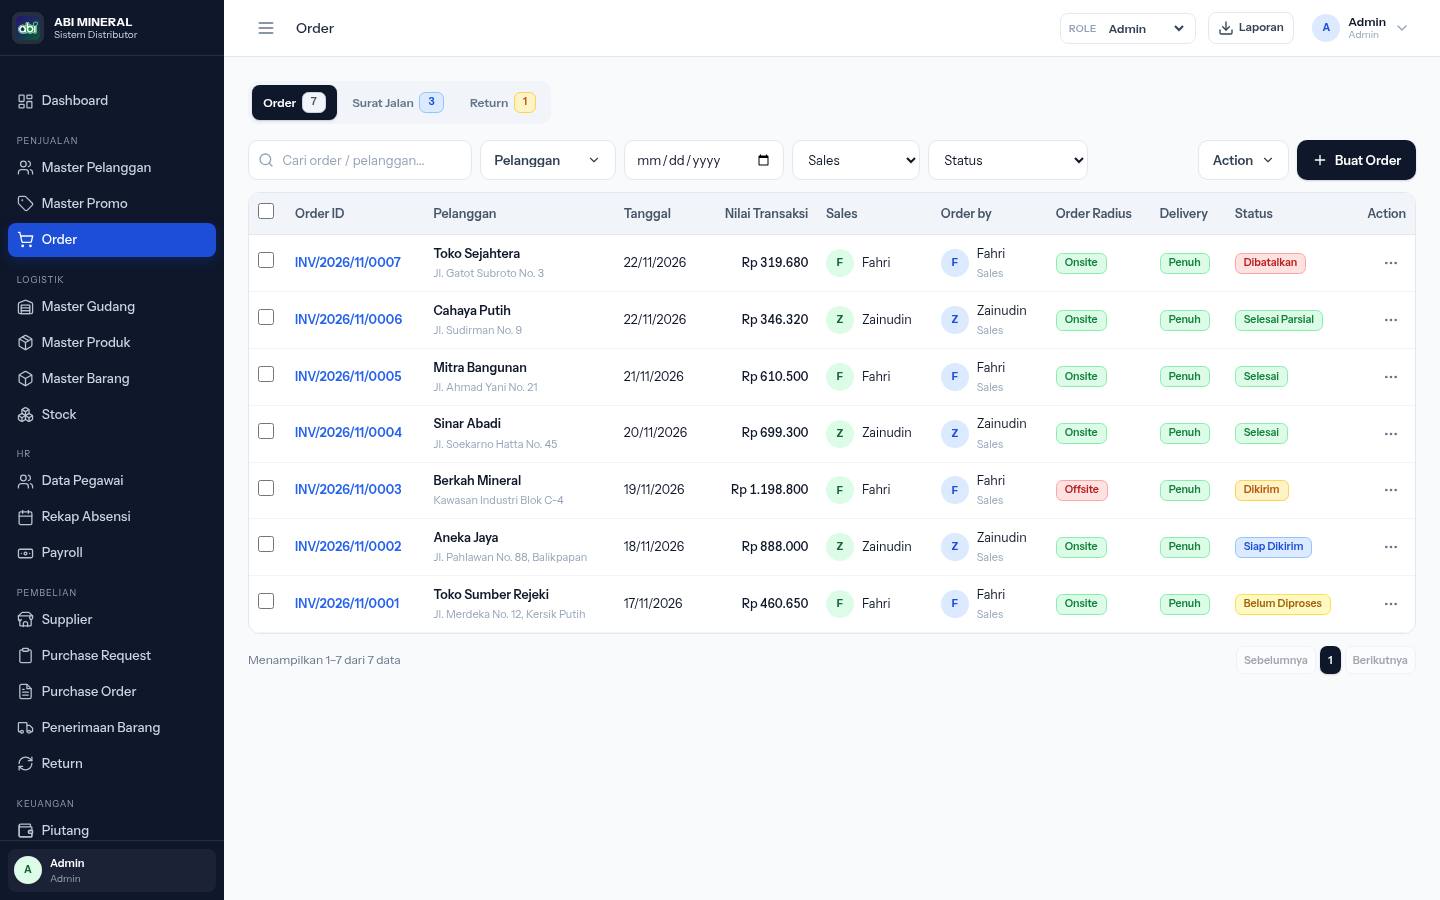 abi
ABI MINERAL
Sistem Distributor
Dashboard
PENJUALAN
Master Pelanggan
Master Promo
Order
LOGISTIK
Master Gudang
Master Produk
Master Barang
Stock
HR
Data Pegawai
Rekap Absensi
Payroll
PEMBELIAN
Supplier
Purchase Request
Purchase Order
Penerimaan Barang
Return
KEUANGAN
Piutang
A Admin
Admin
Order
ROLE Admin
Laporan
A Admin
Admin
Order 7 Surat Jalan 3 Return 1
Cari order / pelanggan... Pelanggan mm/dd/yyyy Sales Status Action + Buat Order
Order ID Pelanggan Tanggal Nilai Transaksi Sales Order by Order Radius Delivery Status Action
INV/2026/11/0007 Toko Sejahtera 22/11/2026 Rp 319.680 F Fahri F Fahri Onsite Penuh Dibatalkan ...
Jl. Gatot Subroto No. 3 Sales
INV/2026/11/0006 Cahaya Putih 22/11/2026 Rp 346.320 Z Zainudin Z Zainudin Onsite Penuh Selesai Parsial ...
Jl. Sudirman No. 9 Sales
INV/2026/11/0005 Mitra Bangunan 21/11/2026 Rp 610.500 F Fahri F Fahri Onsite Penuh Selesai ...
Jl. Ahmad Yani No. 21 Sales
INV/2026/11/0004 Sinar Abadi 20/11/2026 Rp 699.300 Z Zainudin Z Zainudin Onsite Penuh Selesai ...
Jl. Soekarno Hatta No. 45 Sales
INV/2026/11/0003 Berkah Mineral 19/11/2026 Rp 1.198.800 F Fahri F Fahri Offsite Penuh Dikirim ...
Kawasan Industri Blok C-4 Sales
INV/2026/11/0002 Aneka Jaya 18/11/2026 Rp 888.000 Z Zainudin Z Zainudin Onsite Penuh Siap Dikirim ...
Jl. Pahlawan No. 88, Balikpapan Sales
INV/2026/11/0001 Toko Sumber Rejeki 17/11/2026 Rp 460.650 F Fahri F Fahri Onsite Penuh Belum Diproses ...
Jl. Merdeka No. 12, Kersik Putih Sales
Menampilkan 1–7 dari 7 data Sebelumnya 1 Berikutnya